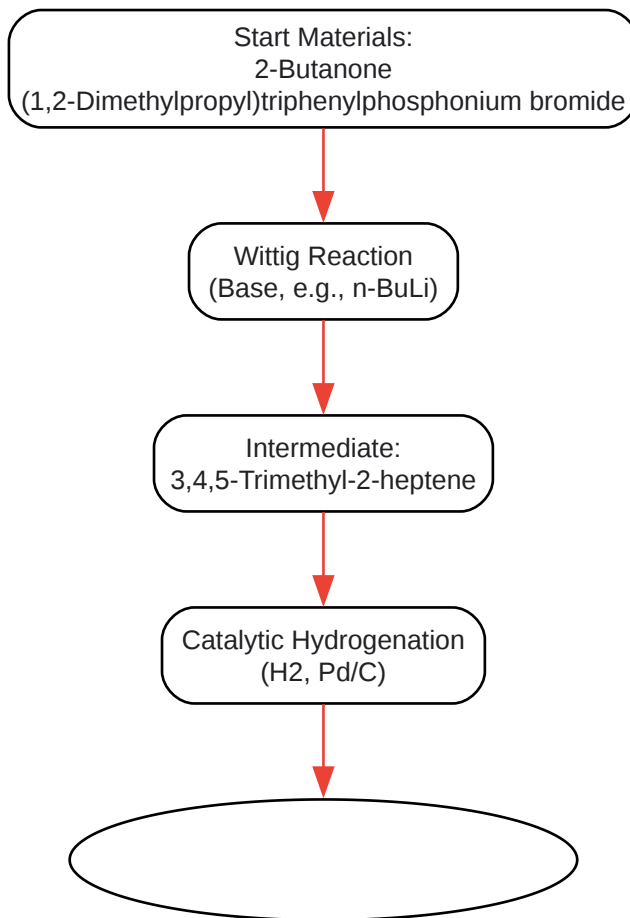 Start Materials:
2-Butanone
(1,2-Dimethylpropyl)triphenylphosphonium bromide
Wittig Reaction
(Base, e.g., n-BuLi)
Intermediate:
3,4,5-Trimethyl-2-heptene
Catalytic Hydrogenation
(H2, Pd/C)